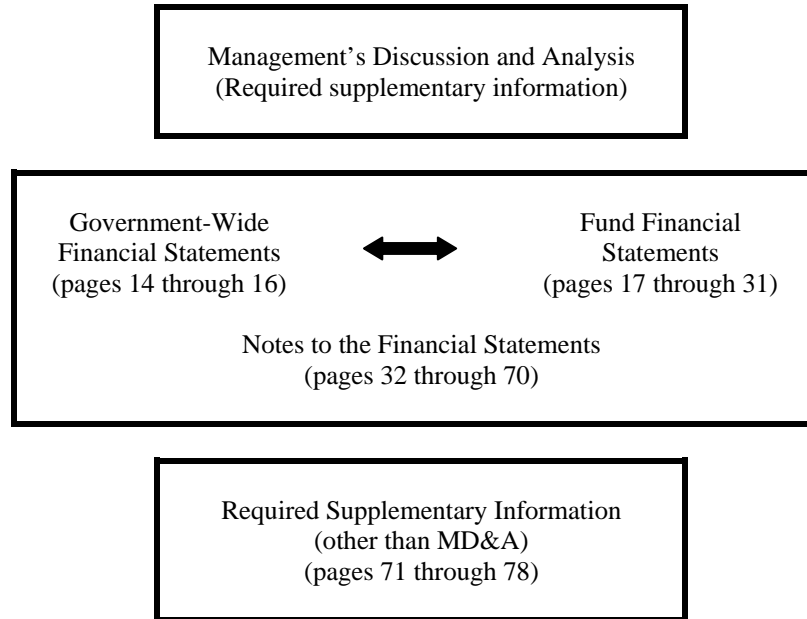 Management’s Discussion and Analysis
(Required supplementary information)
Government-Wide
Financial Statements
(pages 14 through 16)
Fund Financial
Statements
(pages 17 through 31)
Notes to the Financial Statements
(pages 32 through 70)
Required Supplementary Information
(other than MD&A)
(pages 71 through 78)